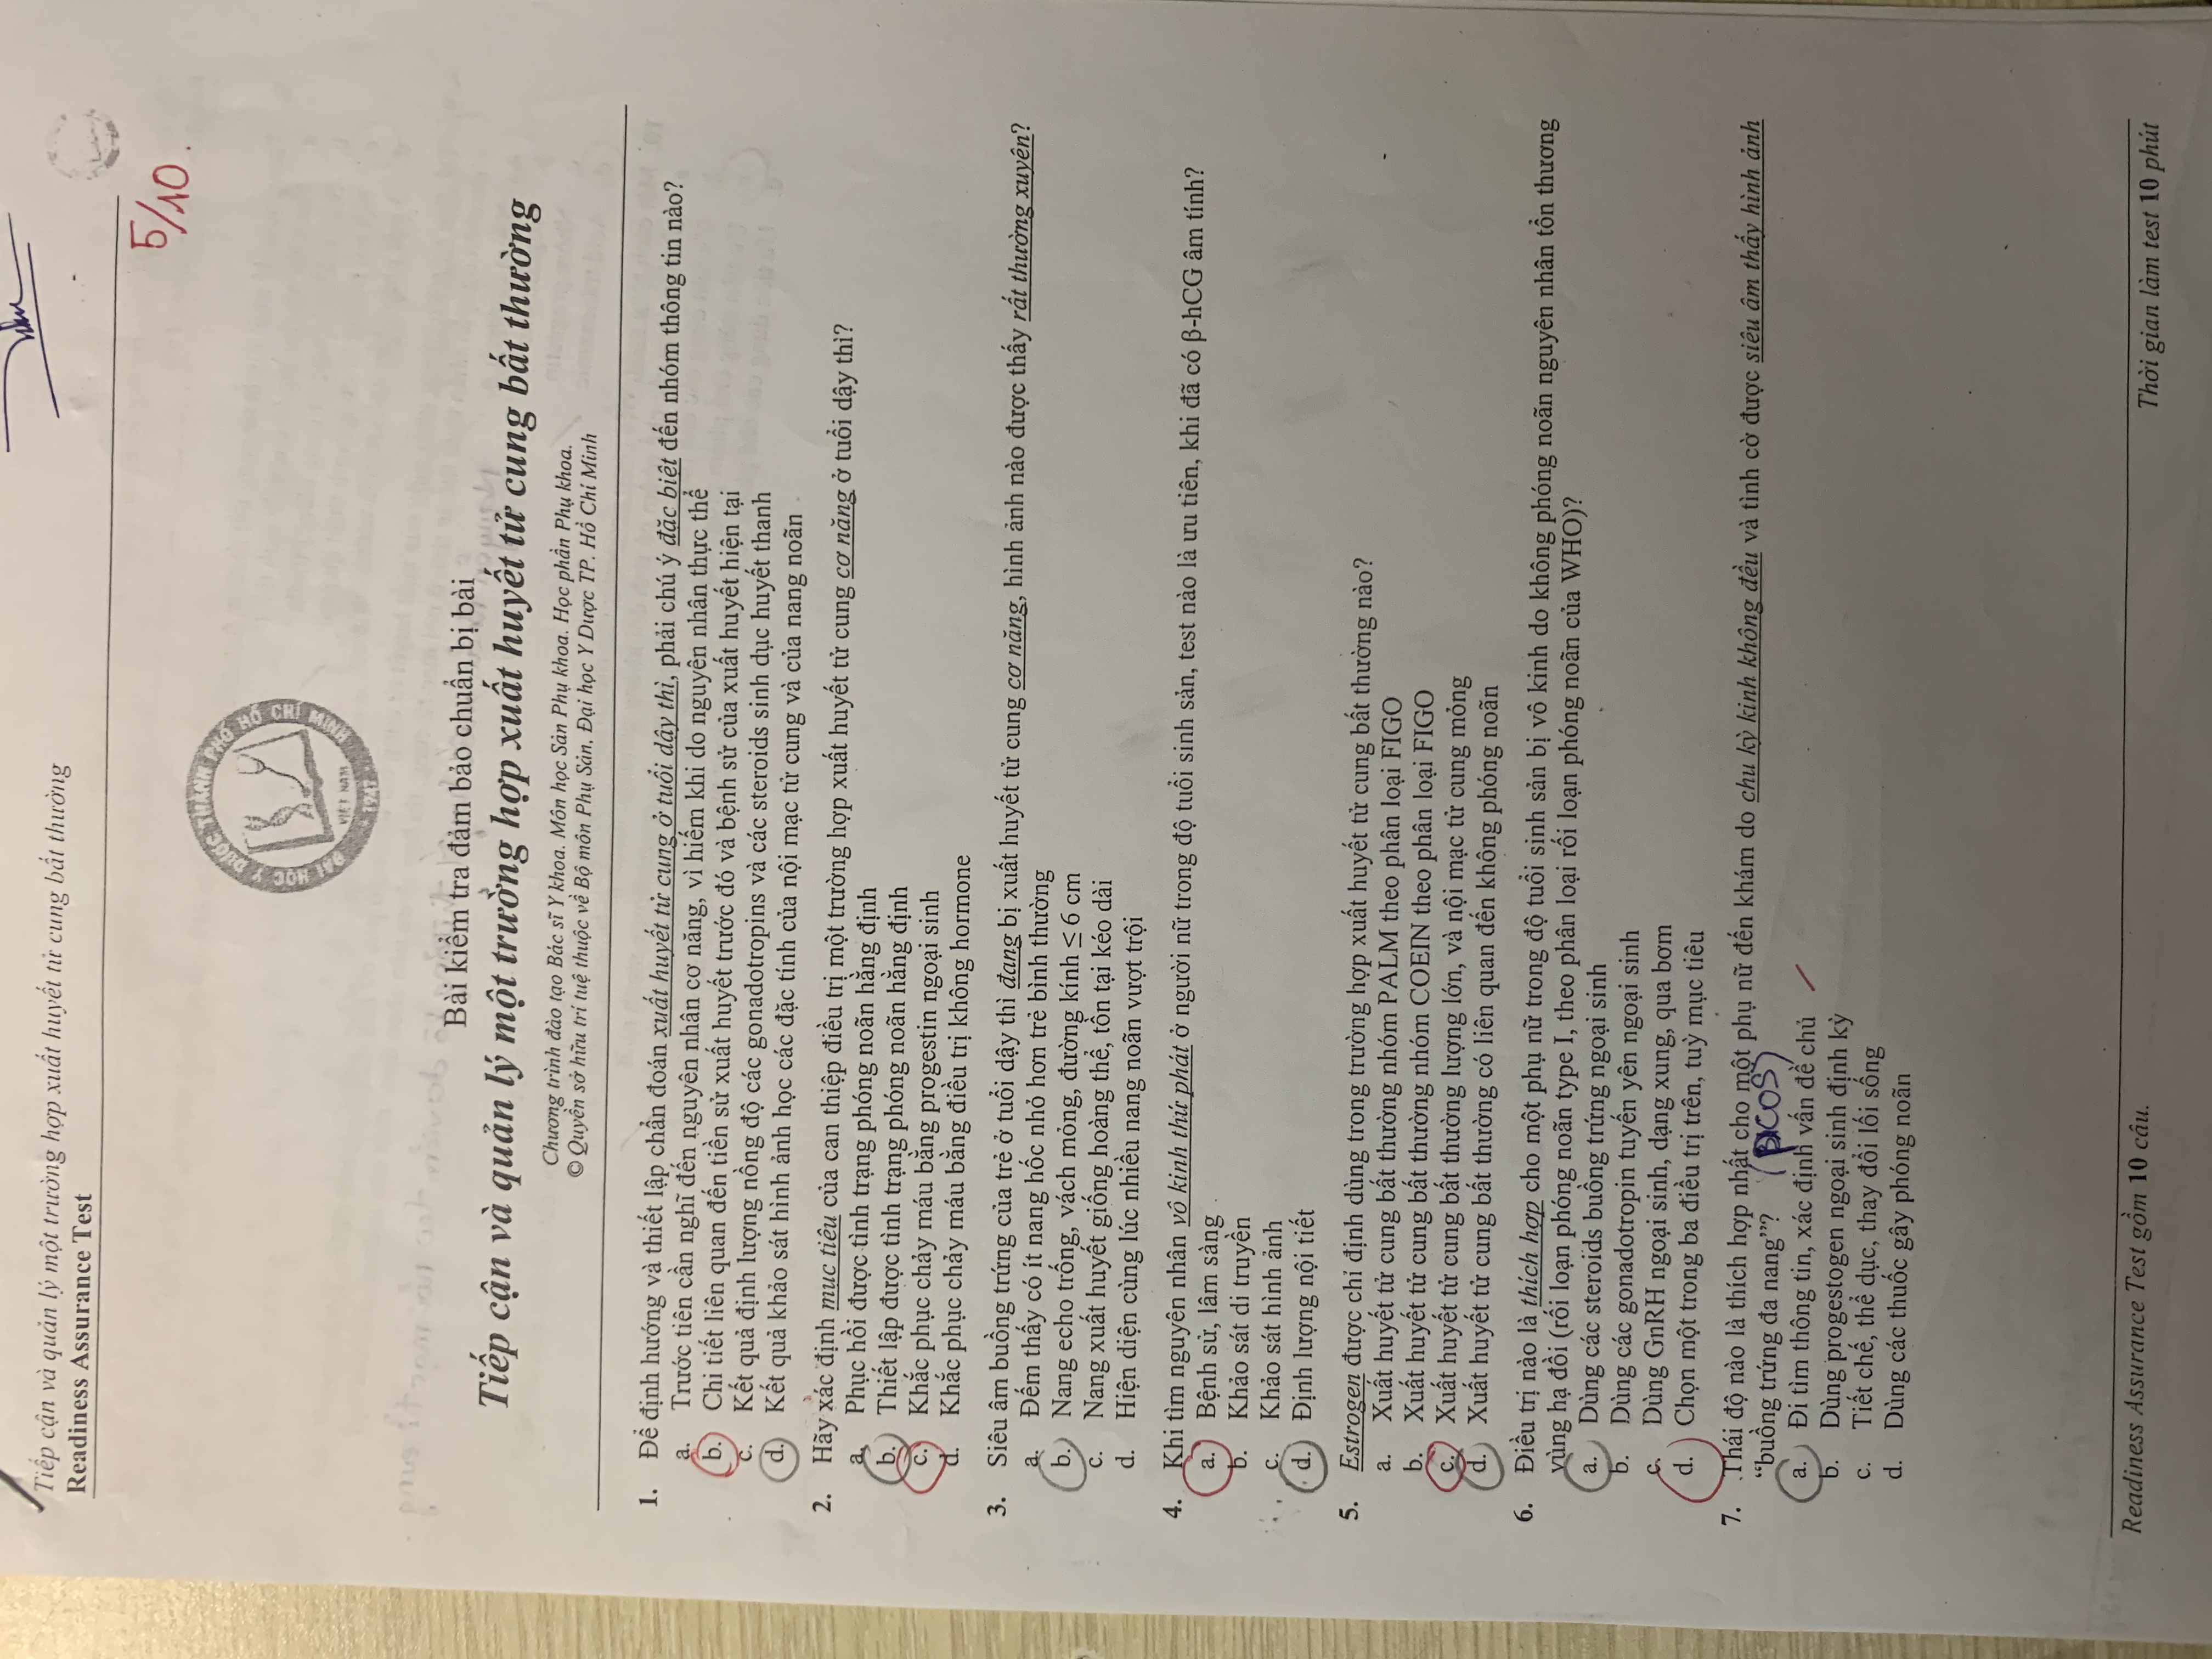 Tiếp cận và quản lý một trường hợp xuất huyết tử cung bất thường
Readiness Assurance Test
5/10.
ĐẠI HỌC Y DƯỢC THÀNH PHỐ HỒ CHÍ MINH
VIỆT NAM
1947
Bài kiểm tra đảm bảo chuẩn bị bài
Tiếp cận và quản lý một trường hợp xuất huyết tử cung bất thường
Chương trình đào tạo Bác sĩ Y khoa. Môn học Sản Phụ khoa. Học phần Phụ khoa.
© Quyền sở hữu trí tuệ thuộc về Bộ môn Phụ Sản, Đại học Y Dược TP. Hồ Chí Minh
1. Để định hướng và thiết lập chẩn đoán xuất huyết tử cung ở tuổi dậy thì, phải chú ý đặc biệt đến nhóm thông tin nào?
a. Trước tiên cần nghĩ đến nguyên nhân cơ năng, vì hiếm khi do nguyên nhân thực thể
b. Chi tiết liên quan đến tiền sử xuất huyết trước đó và bệnh sử của xuất huyết hiện tại
c. Kết quả định lượng nồng độ các gonadotropins và các steroids sinh dục huyết thanh
d. Kết quả khảo sát hình ảnh học các đặc tính của nội mạc tử cung và của nang noãn
2. Hãy xác định mục tiêu của can thiệp điều trị một trường hợp xuất huyết tử cung cơ năng ở tuổi dậy thì?
a. Phục hồi được tình trạng phóng noãn hằng định
b. Thiết lập được tình trạng phóng noãn hằng định
c. Khắc phục chảy máu bằng progestin ngoại sinh
d. Khắc phục chảy máu bằng điều trị không hormone
3. Siêu âm buồng trứng của trẻ ở tuổi dậy thì đang bị xuất huyết tử cung cơ năng, hình ảnh nào được thấy rất thường xuyên?
a. Đếm thấy có ít nang hốc nhỏ hơn trẻ bình thường
b. Nang echo trống, vách mỏng, đường kính ≤ 6 cm
c. Nang xuất huyết giống hoàng thể, tồn tại kéo dài
d. Hiện diện cùng lúc nhiều nang noãn vượt trội
4. Khi tìm nguyên nhân vô kinh thứ phát ở người nữ trong độ tuổi sinh sản, test nào là ưu tiên, khi đã có β-hCG âm tính?
a. Bệnh sử, lâm sàng
b. Khảo sát di truyền
c. Khảo sát hình ảnh
d. Định lượng nội tiết
5. Estrogen được chỉ định dùng trong trường hợp xuất huyết tử cung bất thường nào?
a. Xuất huyết tử cung bất thường nhóm PALM theo phân loại FIGO
b. Xuất huyết tử cung bất thường nhóm COEIN theo phân loại FIGO
c. Xuất huyết tử cung bất thường lượng lớn, và nội mạc tử cung mỏng
d. Xuất huyết tử cung bất thường có liên quan đến không phóng noãn
6. Điều trị nào là thích hợp cho một phụ nữ trong độ tuổi sinh sản bị vô kinh do không phóng noãn nguyên nhân tổn thương
vùng hạ đồi (rối loạn phóng noãn type I, theo phân loại rối loạn phóng noãn của WHO)?
a. Dùng các steroids buồng trứng ngoại sinh
b. Dùng các gonadotropin tuyến yên ngoại sinh
c. Dùng GnRH ngoại sinh, dạng xung, qua bơm
d. Chọn một trong ba điều trị trên, tuỳ mục tiêu
7. Thái độ nào là thích hợp nhất cho một phụ nữ đến khám do chu kỳ kinh không đều và tình cờ được siêu âm thấy hình ảnh
“buồng trứng đa nang”?
a. Đi tìm thông tin, xác định vấn đề chủ
b. Dùng progestogen ngoại sinh định kỳ
c. Tiết chế, thể dục, thay đổi lối sống
d. Dùng các thuốc gây phóng noãn
Readiness Assurance Test gồm 10 câu.
Thời gian làm test 10 phút